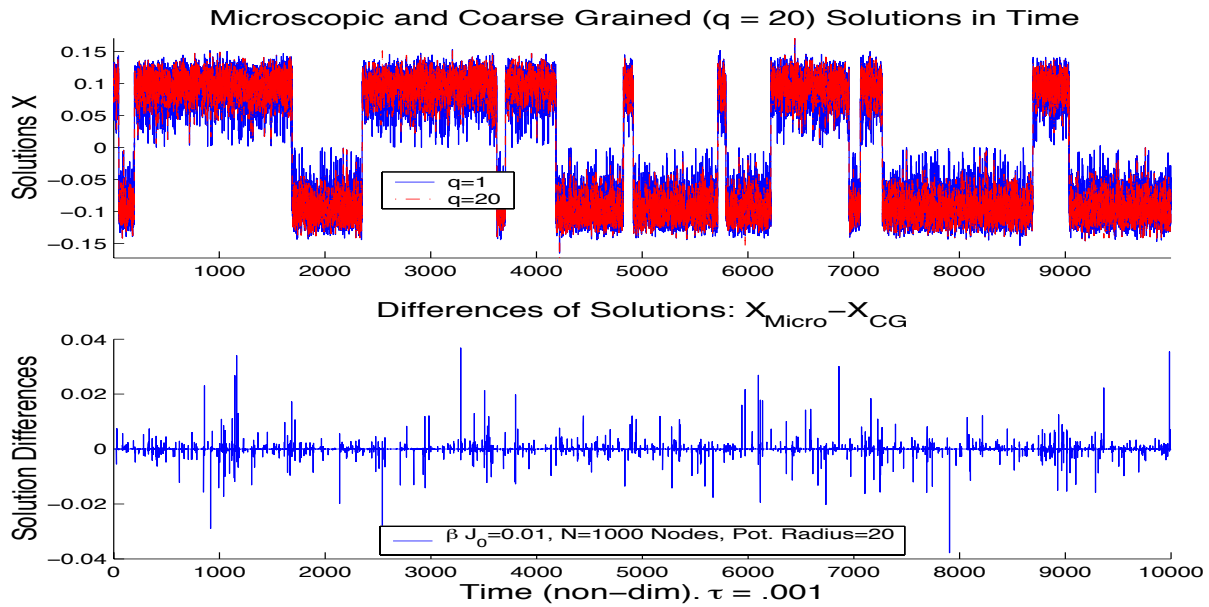 Microscopic and Coarse Grained (q = 20) Solutions in Time
Solutions X
0.15
0.1
0.05
0
−0.05
−0.1
−0.15
q=1
q=20
1000 2000 3000 4000 5000 6000 7000 8000 9000
Differences of Solutions: X_Micro−X_CG
Solution Differences
0.04
0.02
0
−0.02
−0.04
β J_0=0.01, N=1000 Nodes, Pot. Radius=20
0 1000 2000 3000 4000 5000 6000 7000 8000 9000 10000
Time (non−dim). τ = .001